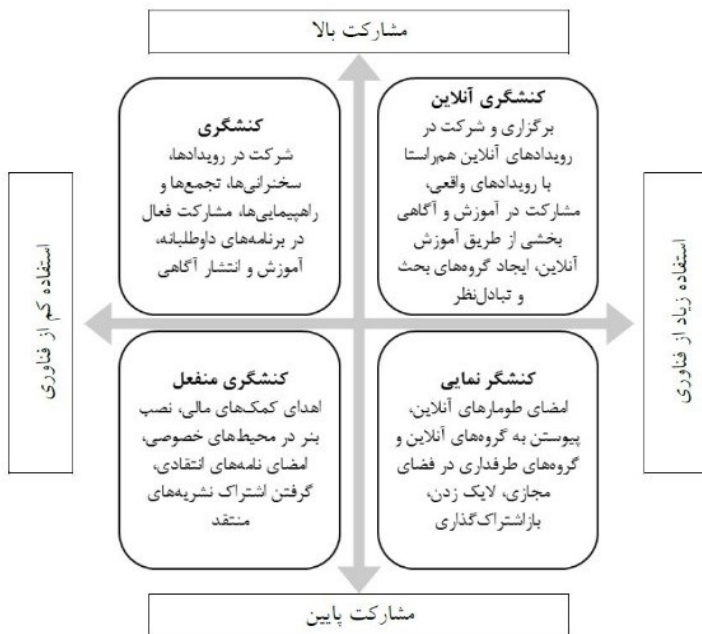 مشارکت بالا
کنشگری آنلاین
برگزاری و شرکت در
رویدادهای آنلاین هم‌راستا
با رویدادهای واقعی،
مشارکت در آموزش و آگاهی
بخشی از طریق آموزش
آنلاین، ایجاد گروه‌های بحث
و تبادل‌نظر
کنشگری
شرکت در رویدادها،
سخنرانی‌ها، تجمع‌ها و
راهپیمایی‌ها، مشارکت فعال
در برنامه‌های داوطلبانه،
آموزش و انتشار آگاهی
استفاده زیاد از فناوری
استفاده کم از فناوری
کنشگر نمایی
امضای طومارهای آنلاین،
پیوستن به گروه‌های آنلاین و
گروه‌های طرفداری در فضای
مجازی، لایک زدن،
بازاشتراک‌گذاری
کنشگری منفعل
اهدای کمک‌های مالی، نصب
بنر در محیط‌های خصوصی،
امضای نامه‌های انتقادی،
گرفتن اشتراک نشریه‌های
منتقد
مشارکت پایین